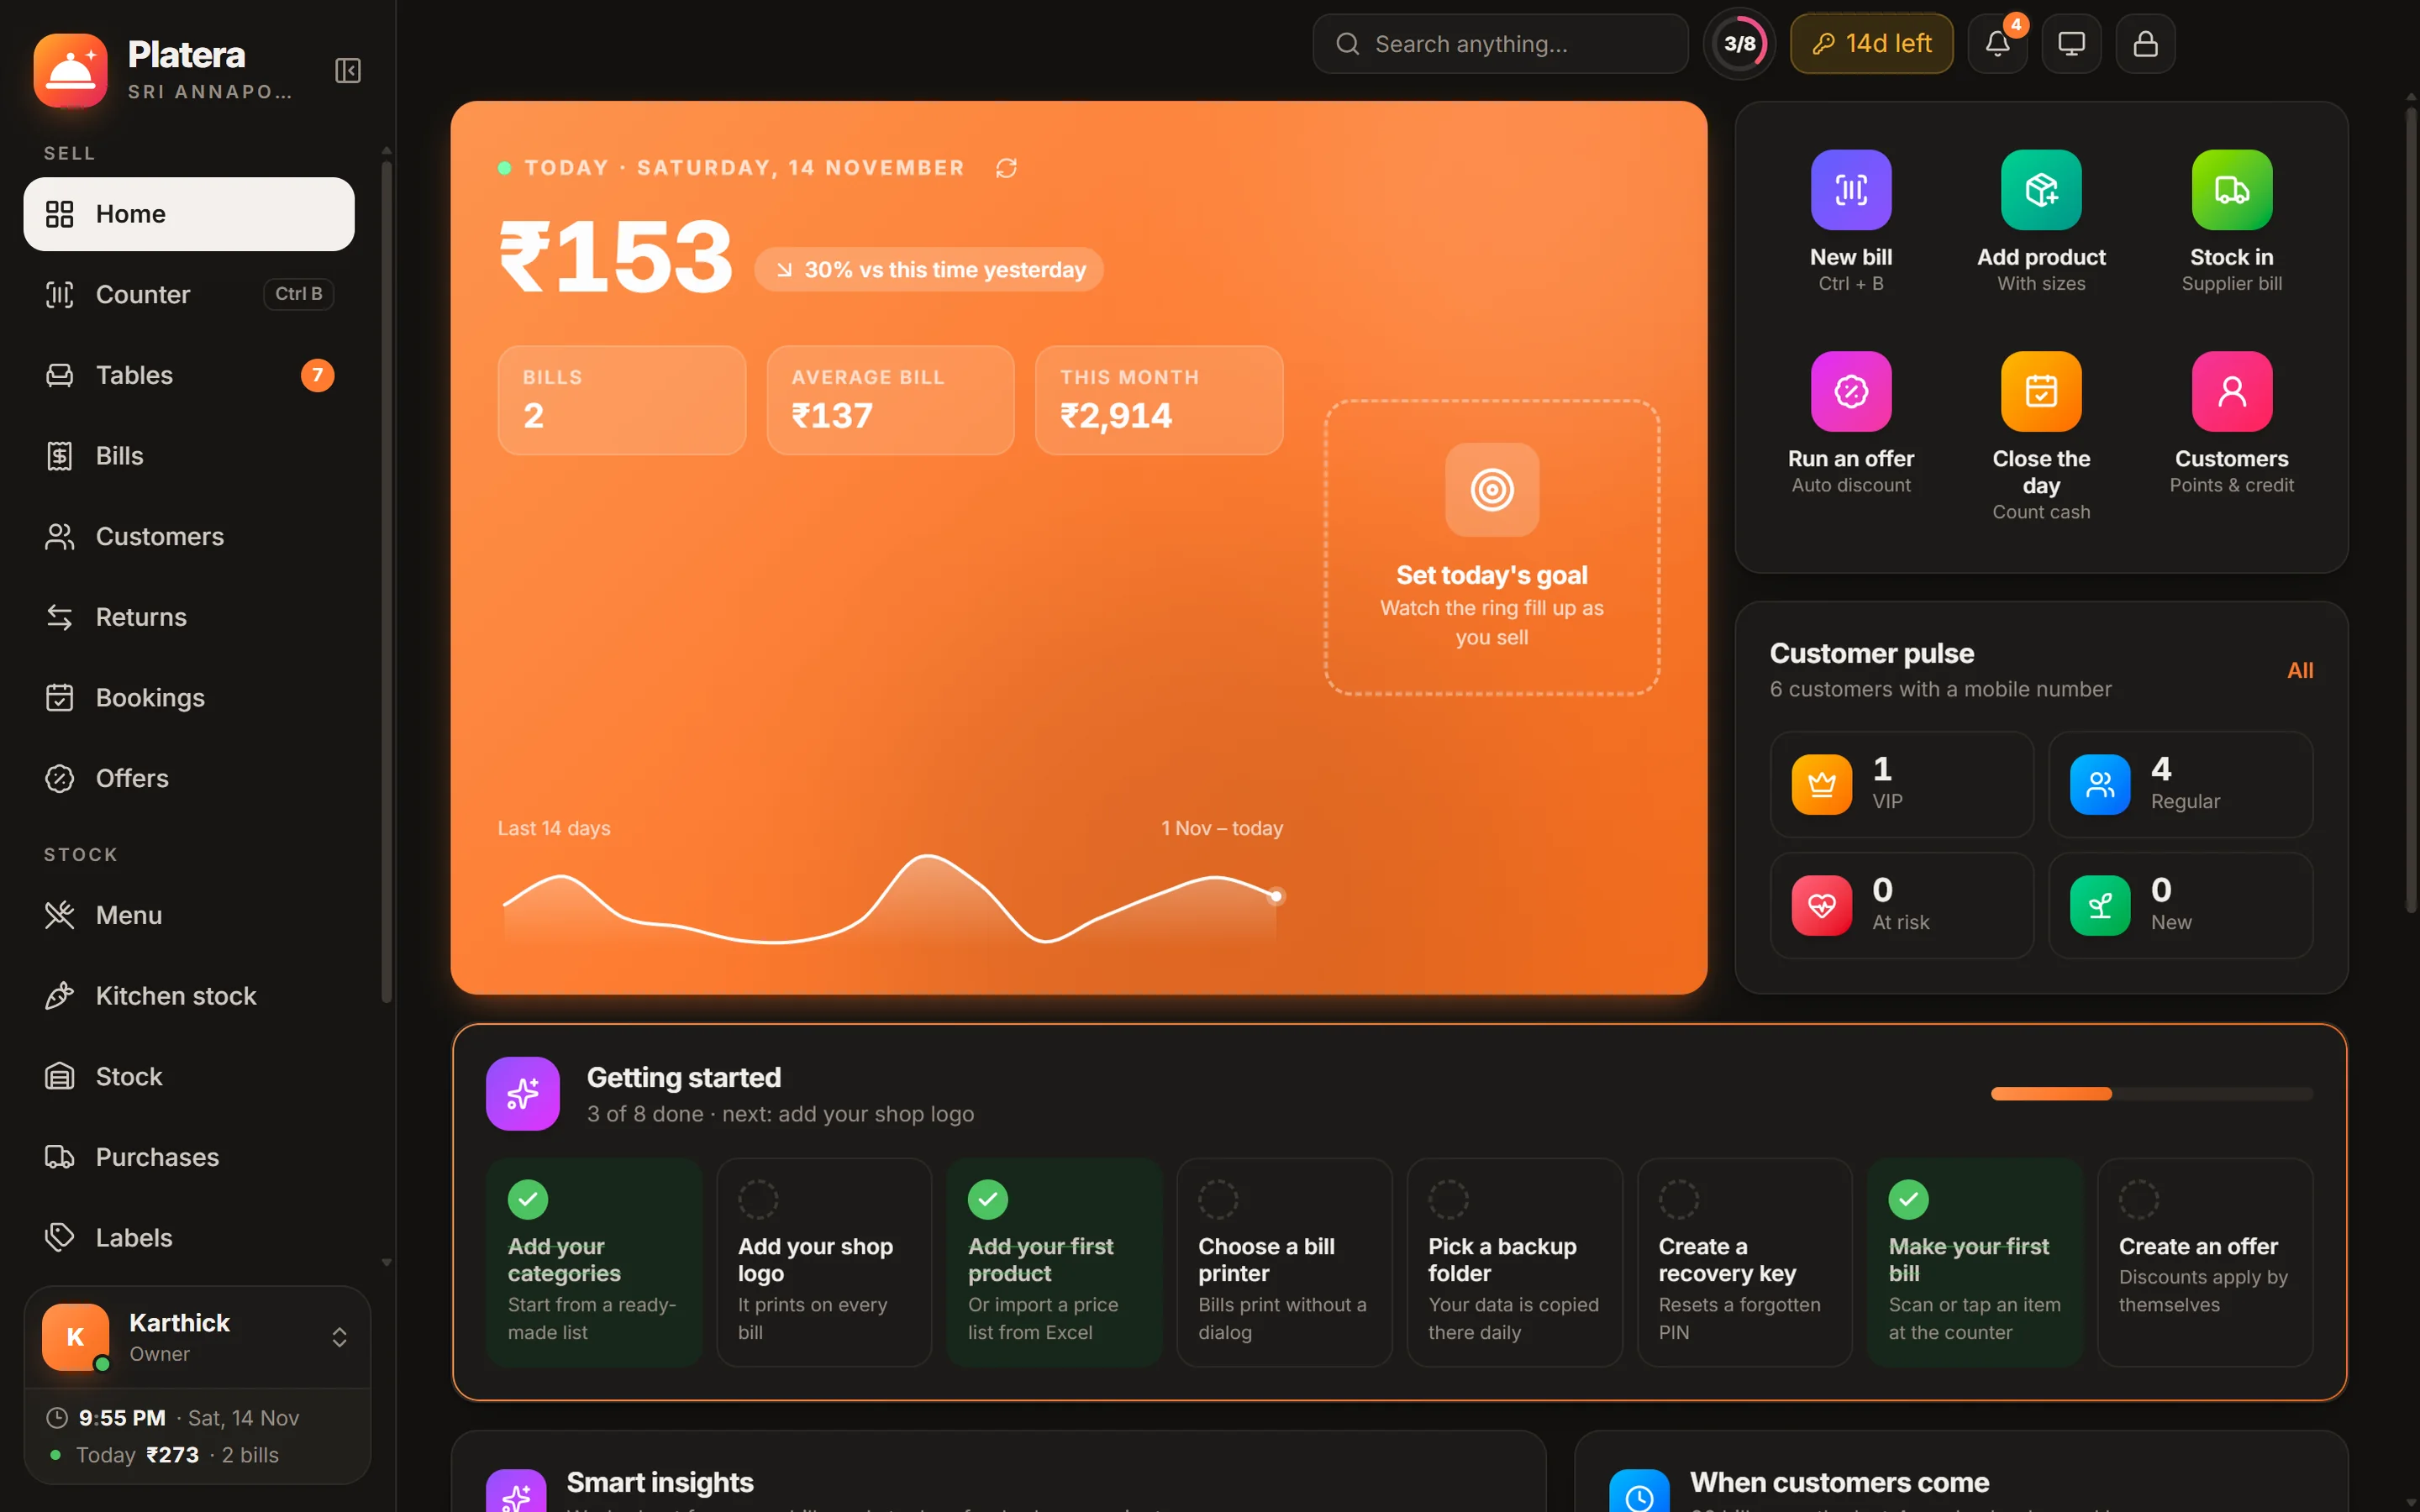 Platera
SRI ANNAPO...
SELL
Home
Counter
Ctrl B
Tables
7
Bills
Customers
Returns
Bookings
Offers
STOCK
Menu
Kitchen stock
Stock
Purchases
Labels
K
Karthick
Owner
9:55 PM · Sat, 14 Nov
Today ₹273 · 2 bills
Search anything...
3/8
14d left
4
TODAY · SATURDAY, 14 NOVEMBER
₹153
30% vs this time yesterday
BILLS
2
AVERAGE BILL
₹137
THIS MONTH
₹2,914
Set today's goal
Watch the ring fill up as
you sell
Last 14 days
1 Nov – today
New bill
Ctrl + B
Add product
With sizes
Stock in
Supplier bill
Run an offer
Auto discount
Close the
day
Count cash
Customers
Points & credit
Customer pulse
6 customers with a mobile number
All
1
VIP
4
Regular
0
At risk
0
New
Getting started
3 of 8 done · next: add your shop logo
Add your
categories
Start from a ready-
made list
Add your shop
logo
It prints on every
bill
Add your first
product
Or import a price
list from Excel
Choose a bill
printer
Bills print without a
dialog
Pick a backup
folder
Your data is copied
there daily
Create a
recovery key
Resets a forgotten
PIN
Make your first
bill
Scan or tap an item
at the counter
Create an offer
Discounts apply by
themselves
Smart insights
When customers come